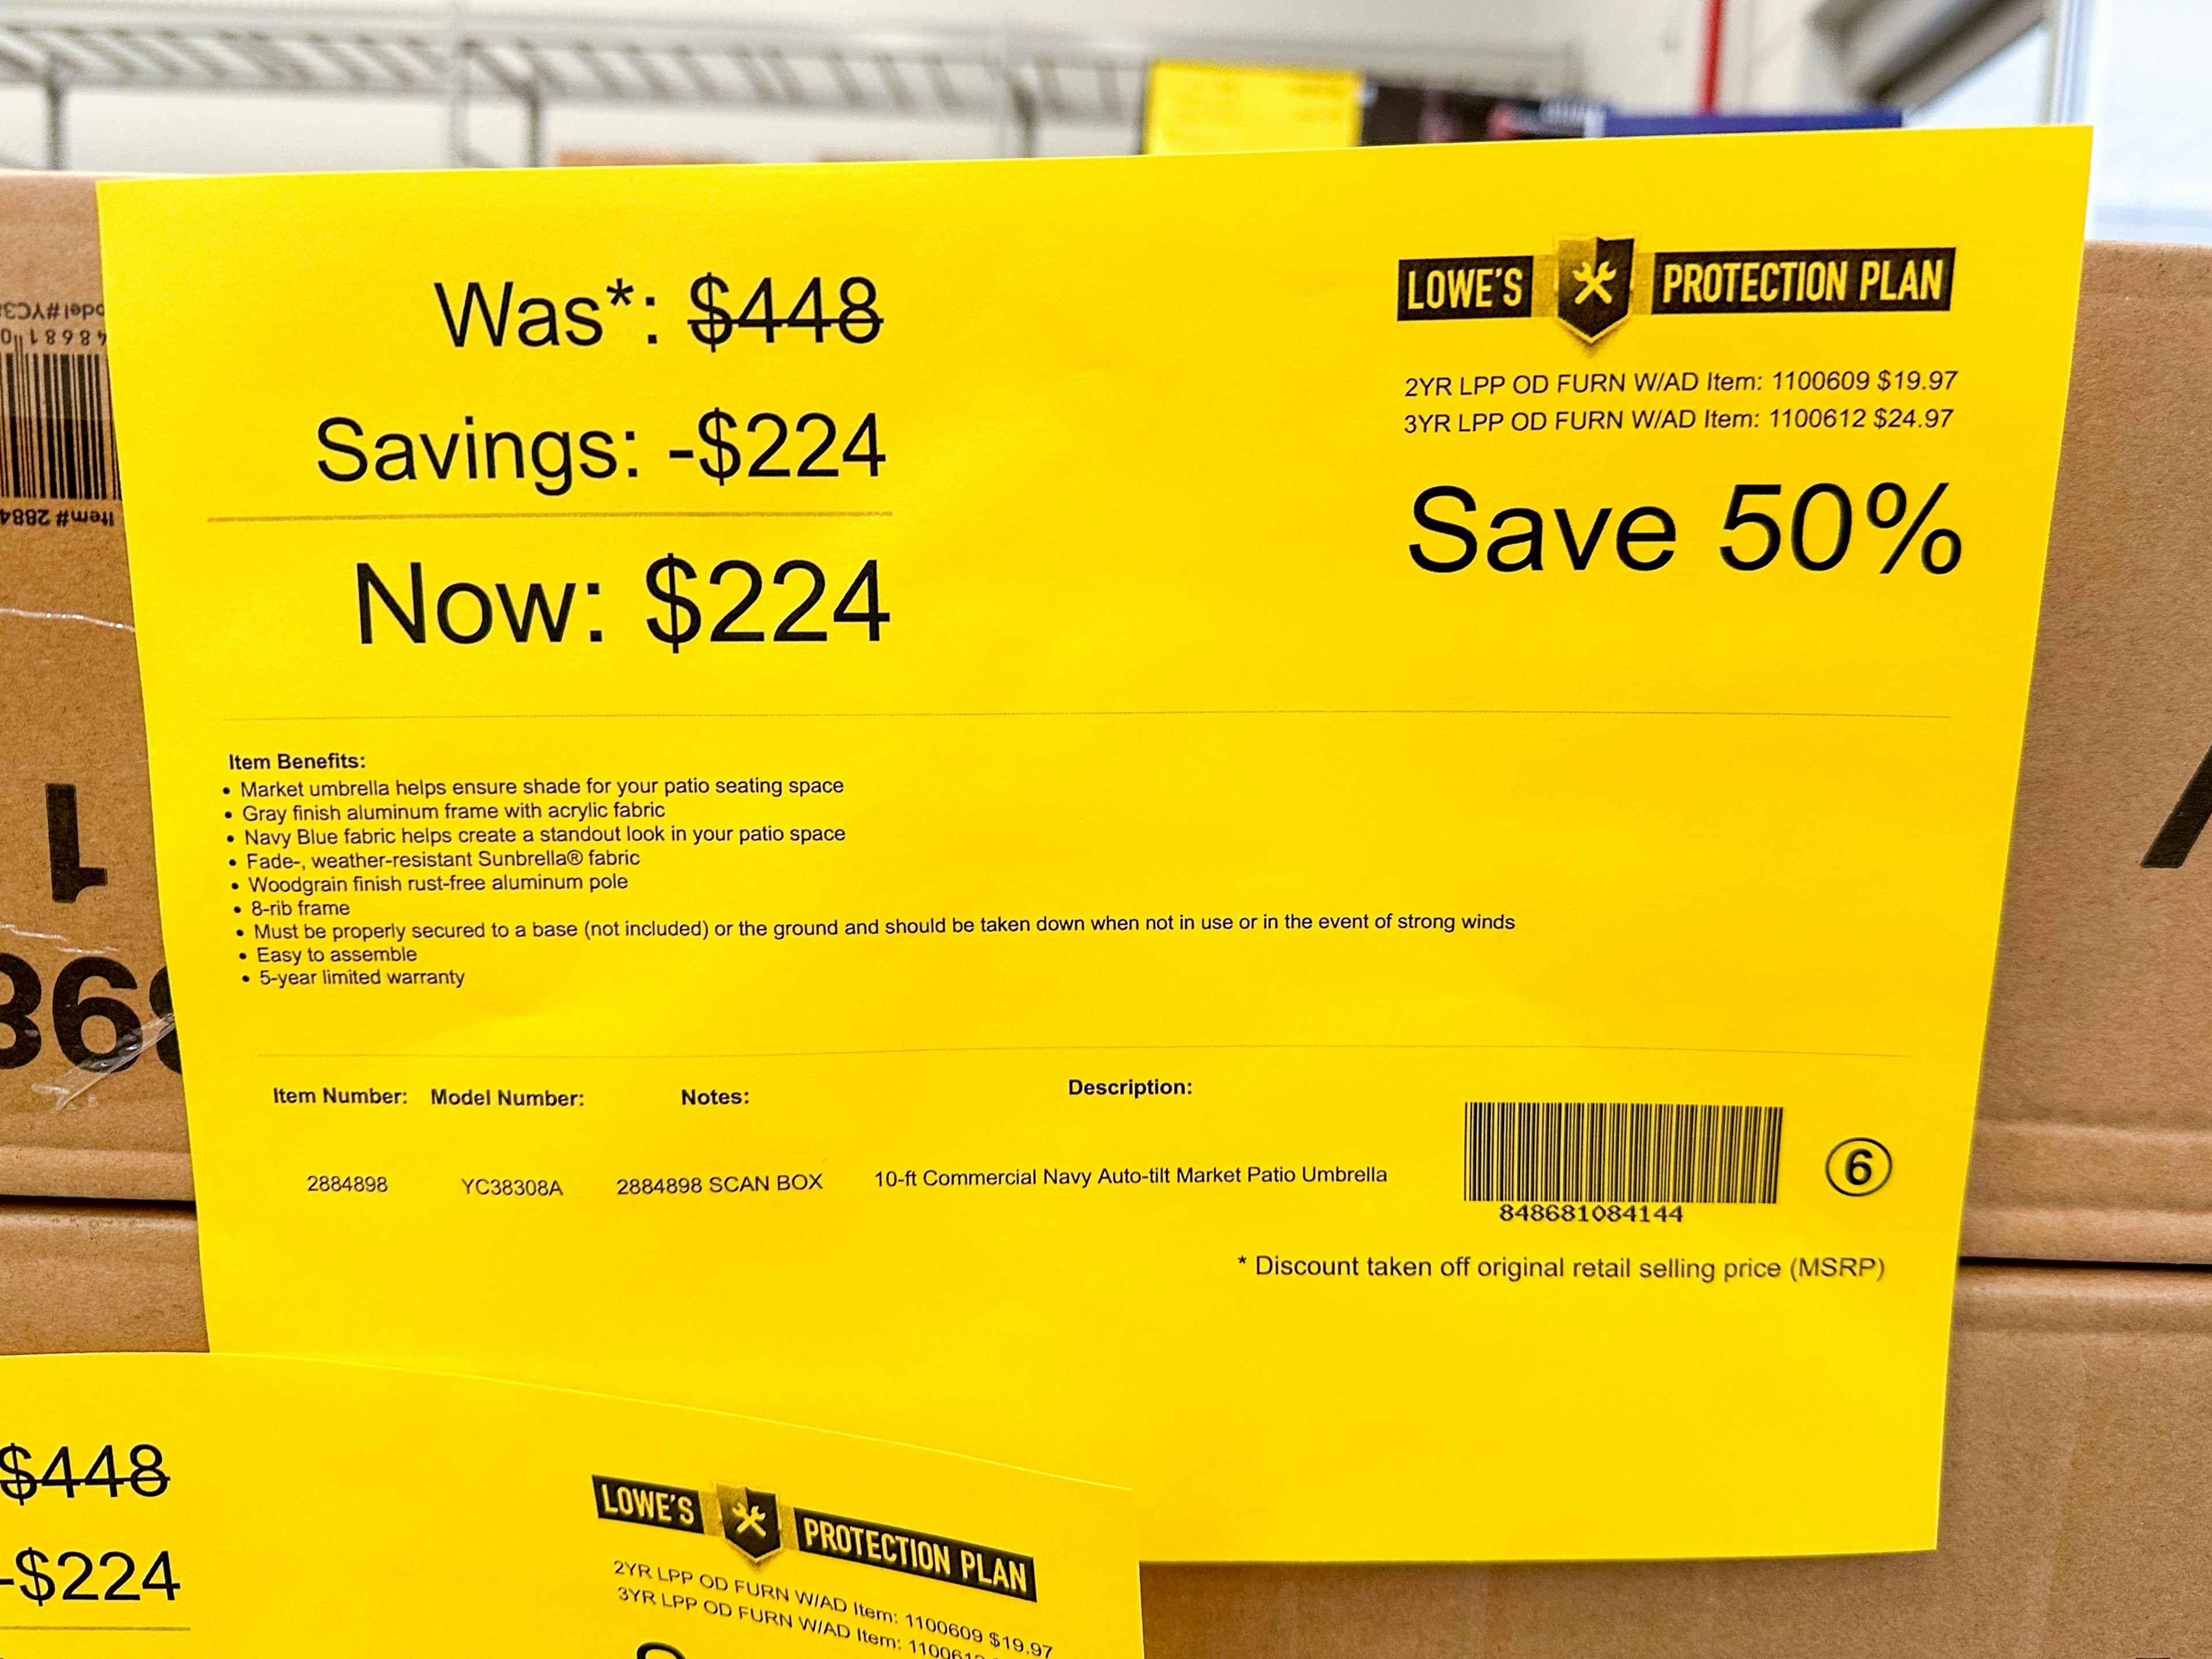 Was*: $448
Savings: -$224
Now: $224
LOWE'S PROTECTION PLAN
2YR LPP OD FURN W/AD Item: 1100609 $19.97
3YR LPP OD FURN W/AD Item: 1100612 $24.97
Save 50%
Item Benefits:
• Market umbrella helps ensure shade for your patio seating space
• Gray finish aluminum frame with acrylic fabric
• Navy Blue fabric helps create a standout look in your patio space
• Fade-, weather-resistant Sunbrella® fabric
• Woodgrain finish rust-free aluminum pole
• 8-rib frame
• Must be properly secured to a base (not included) or the ground and should be taken down when not in use or in the event of strong winds
• Easy to assemble
• 5-year limited warranty
Item Number: Model Number: Notes: Description:
2884898 YC38308A 2884898 SCAN BOX 10-ft Commercial Navy Auto-tilt Market Patio Umbrella
848681084144
6
* Discount taken off original retail selling price (MSRP)
Item# 2884
$448
-$224
LOWE'S PROTECTION PLAN
2YR LPP OD FURN W/AD Item: 1100609 $19.97
3YR LPP OD FURN W/AD Item: